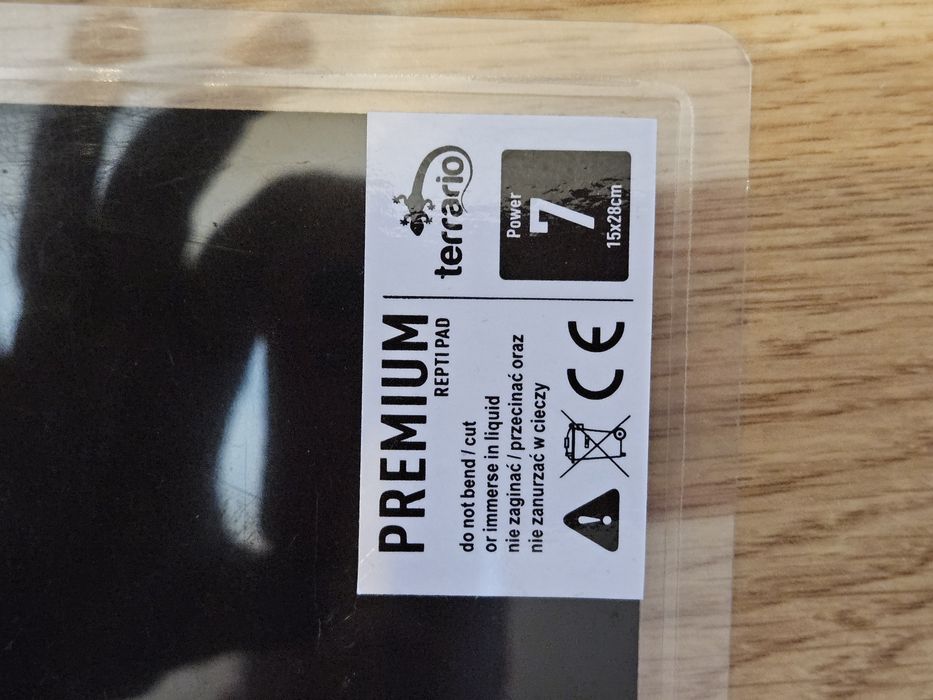 PREMIUM
REPTI PAD
do not bend / cut
or immerse in liquid
nie zaginać / przecinać oraz
nie zanurzać w cieczy
CE
terrario
Power
7
15x28cm